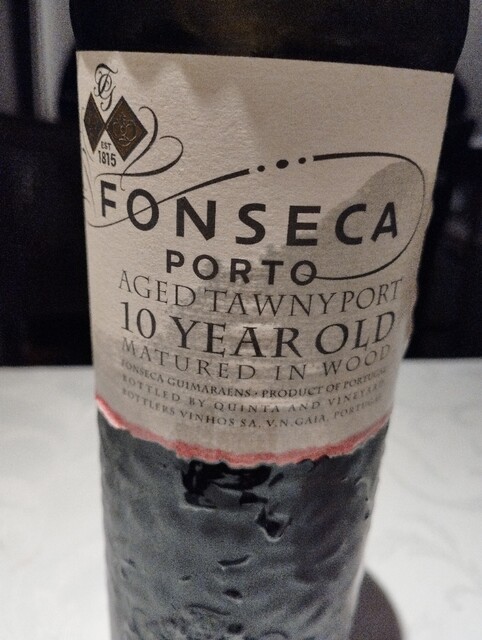 EST
1815
FONSECA
PORTO
AGED TAWNY PORT
10 YEAR OLD
MATURED IN WOOD
FONSECA GUIMARAENS • PRODUCT OF PORTUGAL
BOTTLED BY QUINTA AND VINEYARD
BOTTLERS VINHOS SA, V.N.GAIA, PORTUGAL